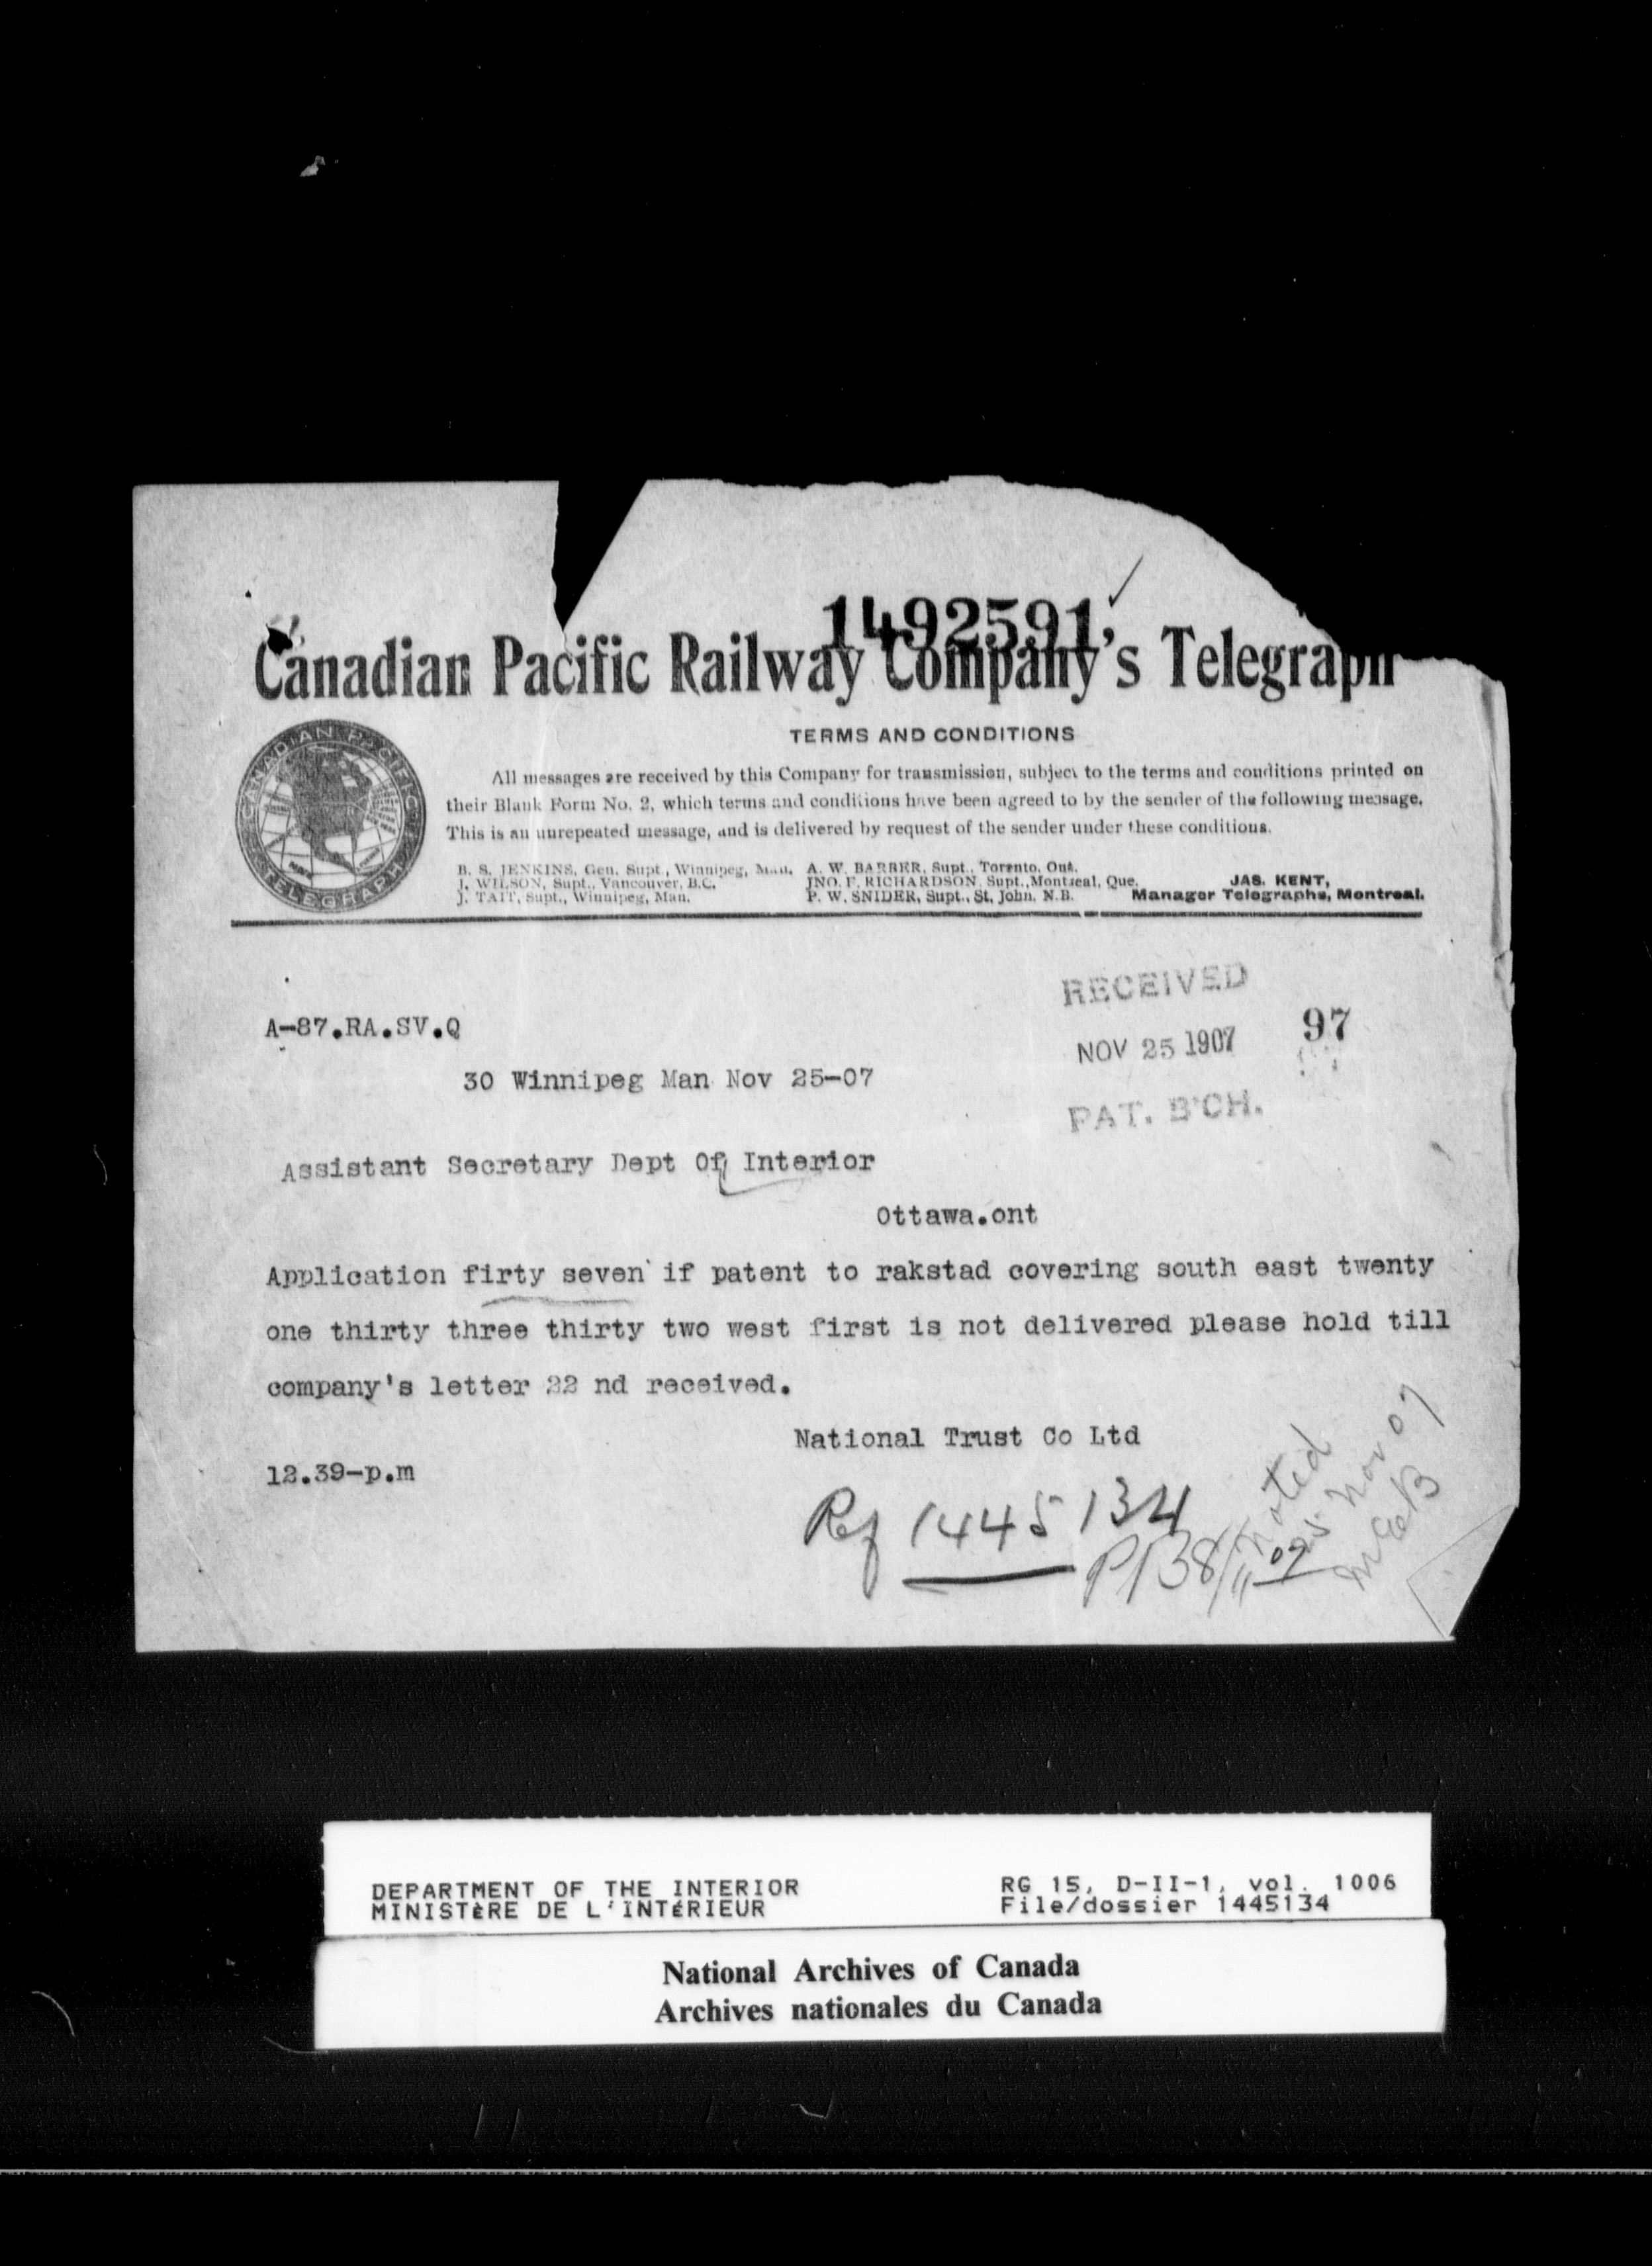 1492591
Canadian Pacific Railway Company's Telegraph
CANADIAN PACIFIC
TELEGRAPH
TERMS AND CONDITIONS
All messages are received by this Company for transmission, subject to the terms and conditions printed on
their Blank Form No. 2, which terms and conditions have been agreed to by the sender of the following message.
This is an unrepeated message, and is delivered by request of the sender under these conditions.
B. S. JENKINS, Gen. Supt., Winnipeg, Man. A. W. BARBER, Supt., Toronto, Ont.
J. WILSON, Supt., Vancouver, B.C. JNO. F. RICHARDSON, Supt., Montreal, Que. JAS. KENT,
J. TAIT, Supt., Winnipeg, Man. P. W. SNIDER, Supt., St. John, N.B. Manager Telegraphs, Montreal.
RECEIVED
A-87.RA.SV.Q
NOV 25 1907 97
30 Winnipeg Man Nov 25-07
PAT. B'CH.
Assistant Secretary Dept Of Interior
Ottawa.ont
Application firty seven if patent to rakstad covering south east twenty
one thirty three thirty two west first is not delivered please hold till
company's letter 22 nd received.
National Trust Co Ltd
12.39-p.m
Ref 1445134
Noted
25 Nov 07
DEPARTMENT OF THE INTERIOR RG 15, D-II-1, vol. 1006
MINISTÈRE DE L'INTÉRIEUR File/dossier 1445134
National Archives of Canada
Archives nationales du Canada